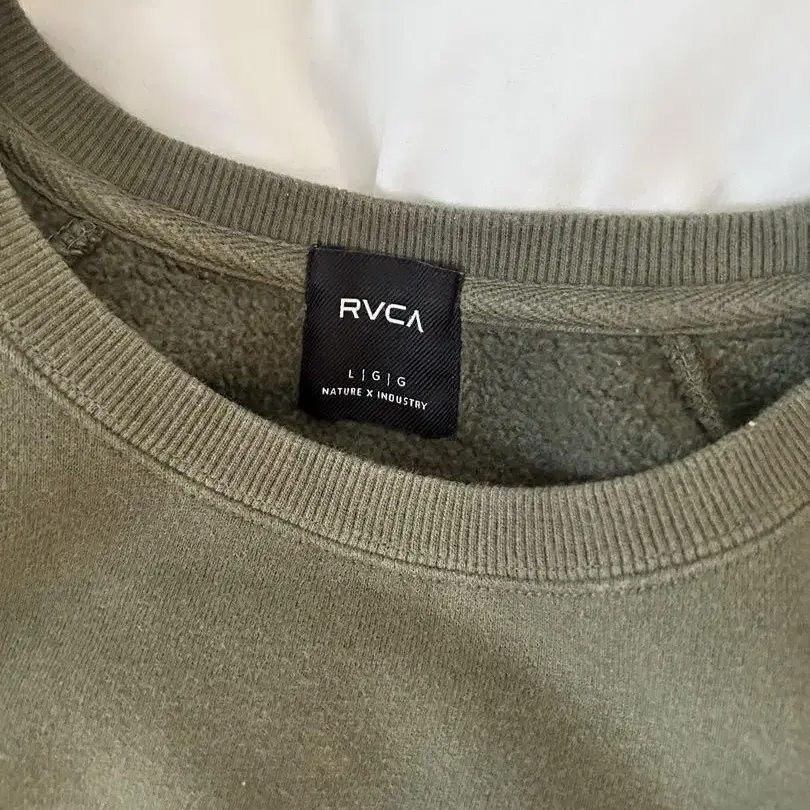 RVCA
L | G | G
NATURE X INDUSTRY